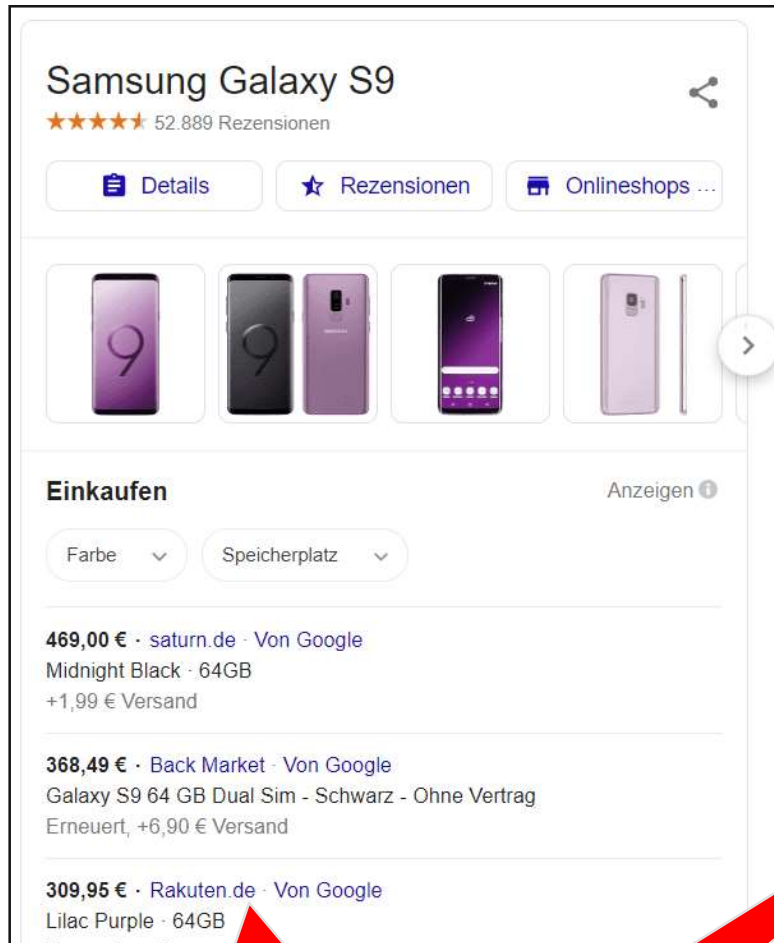 Samsung Galaxy S9
52.889 Rezensionen
Details
Rezensionen
Onlineshops ...
Einkaufen
Anzeigen
Farbe
Speicherplatz
469,00 € · saturn.de · Von Google
Midnight Black · 64GB
+1,99 € Versand
368,49 € · Back Market · Von Google
Galaxy S9 64 GB Dual Sim - Schwarz - Ohne Vertrag
Erneuert, +6,90 € Versand
309,95 € · Rakuten.de · Von Google
Lilac Purple · 64GB